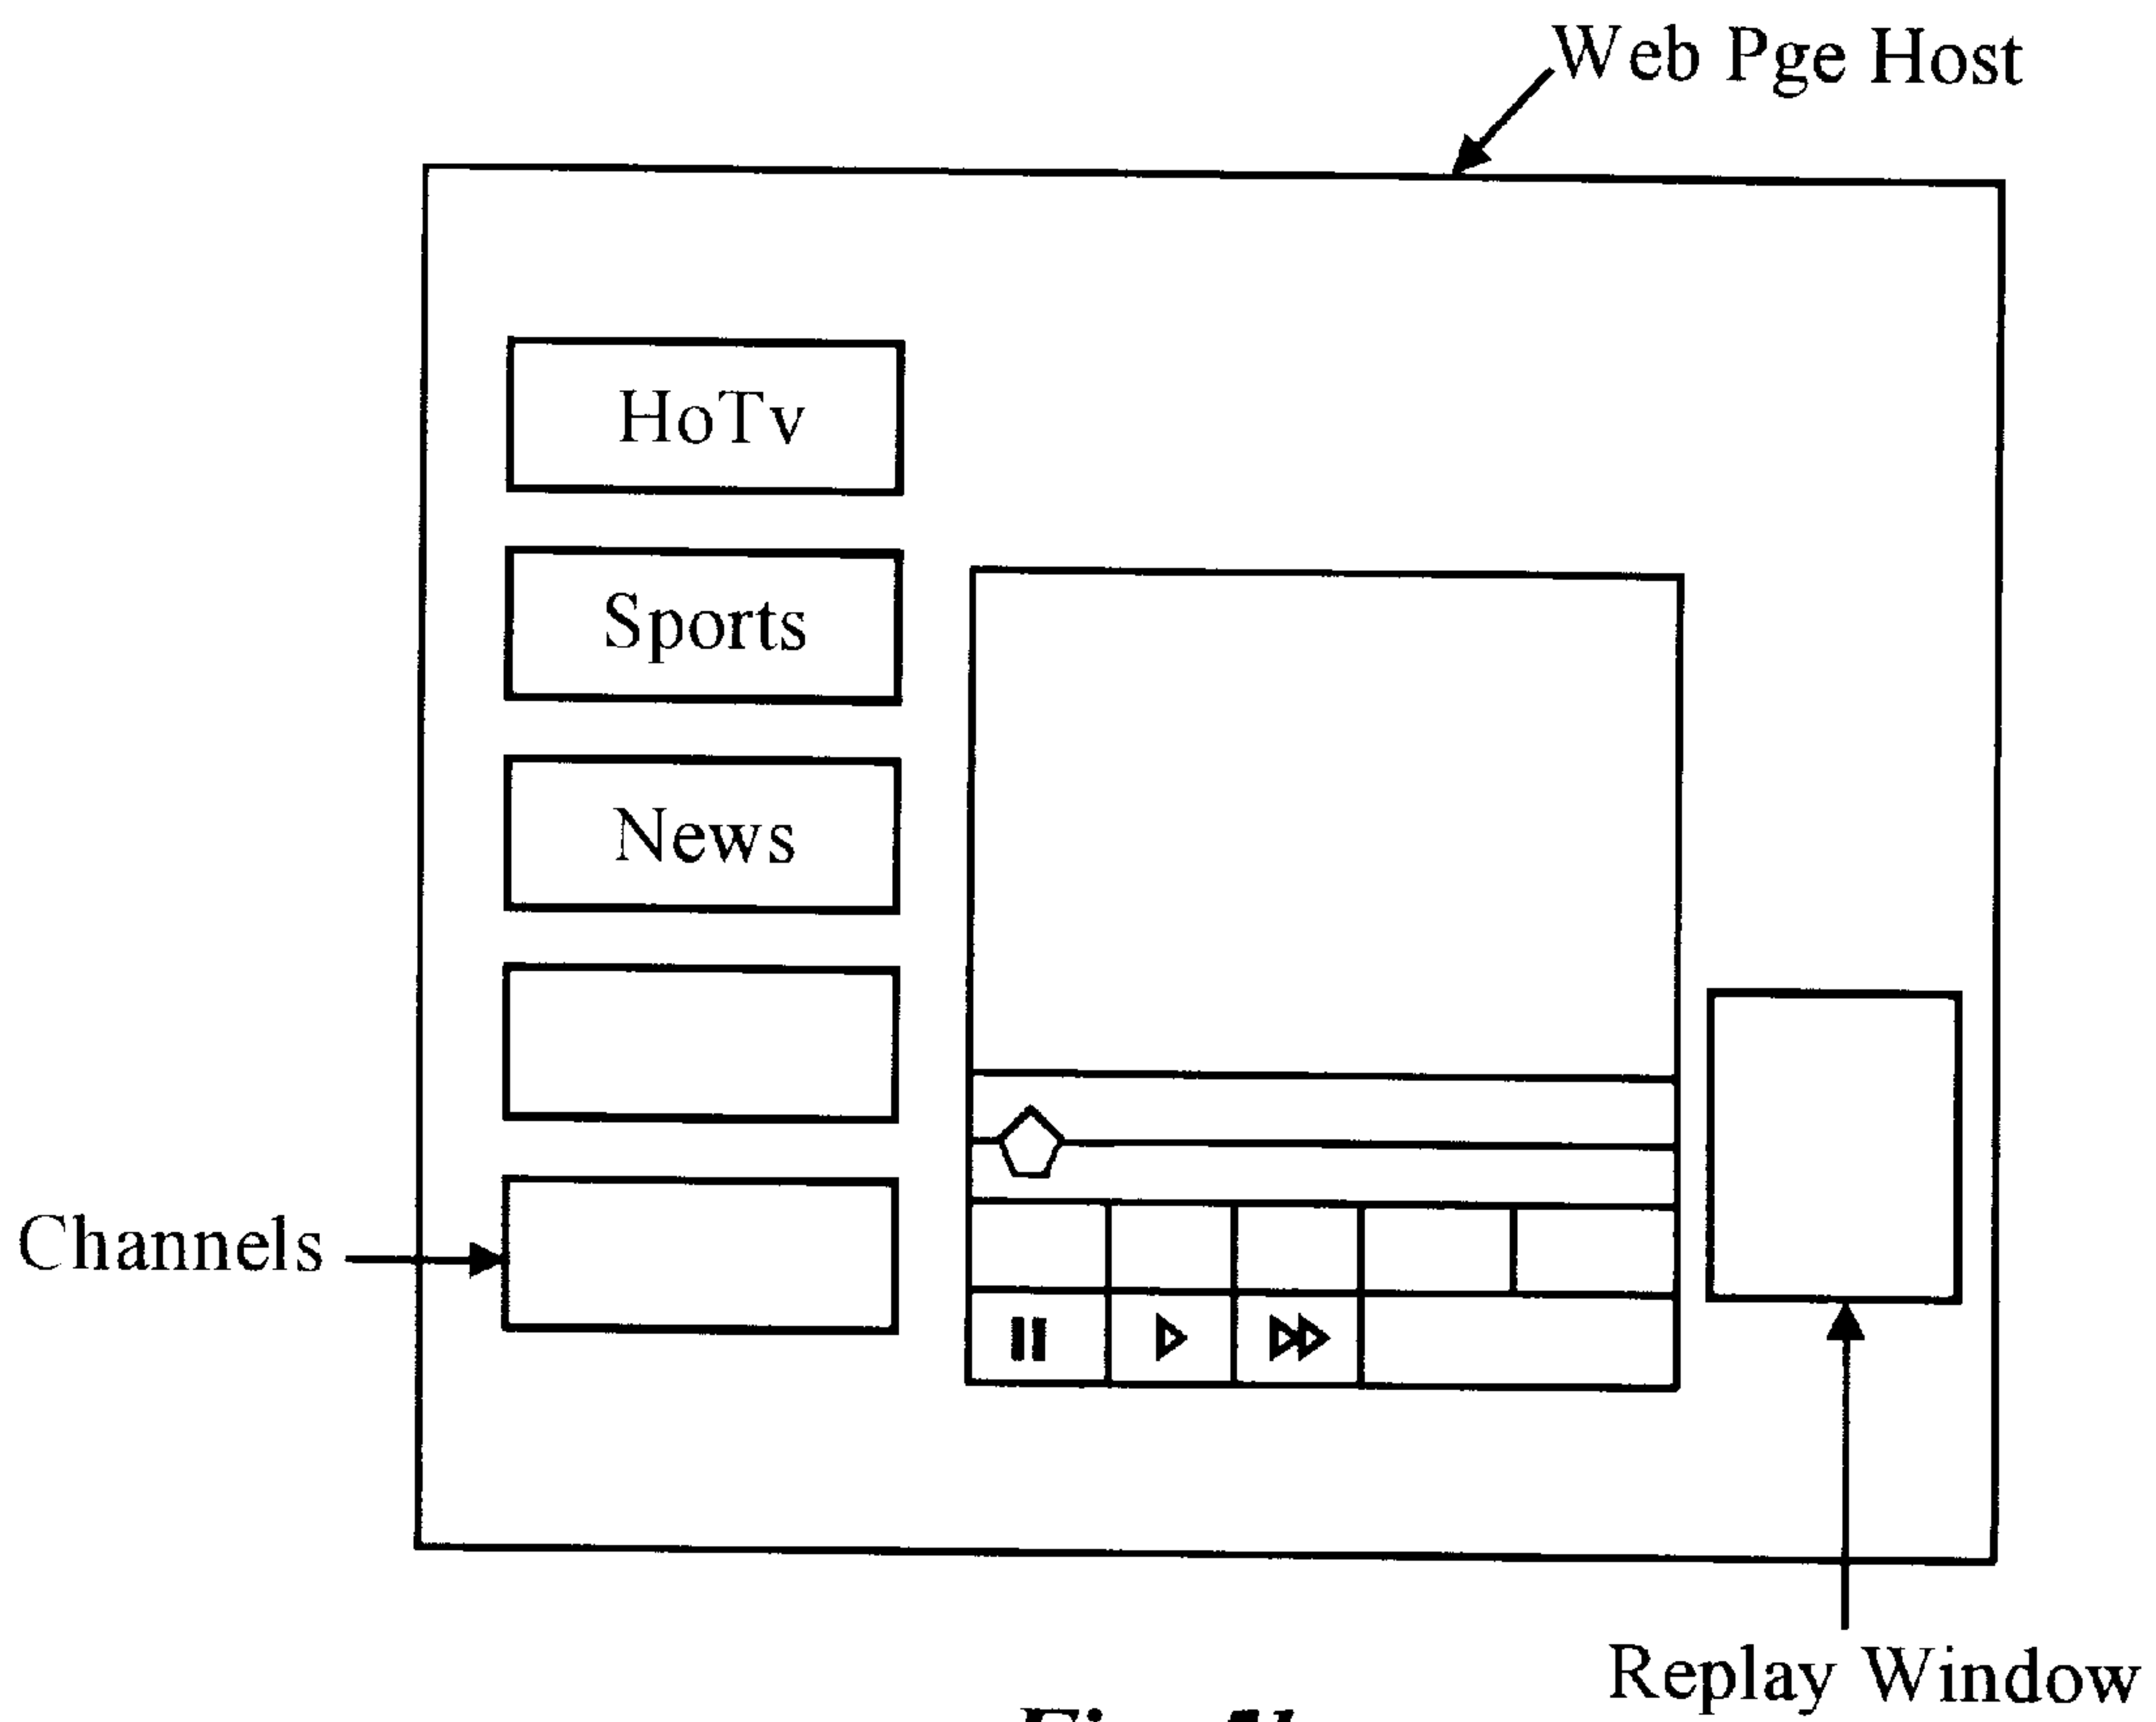 Web Pge Host
HoTv
Sports
News
Channels
Replay Window